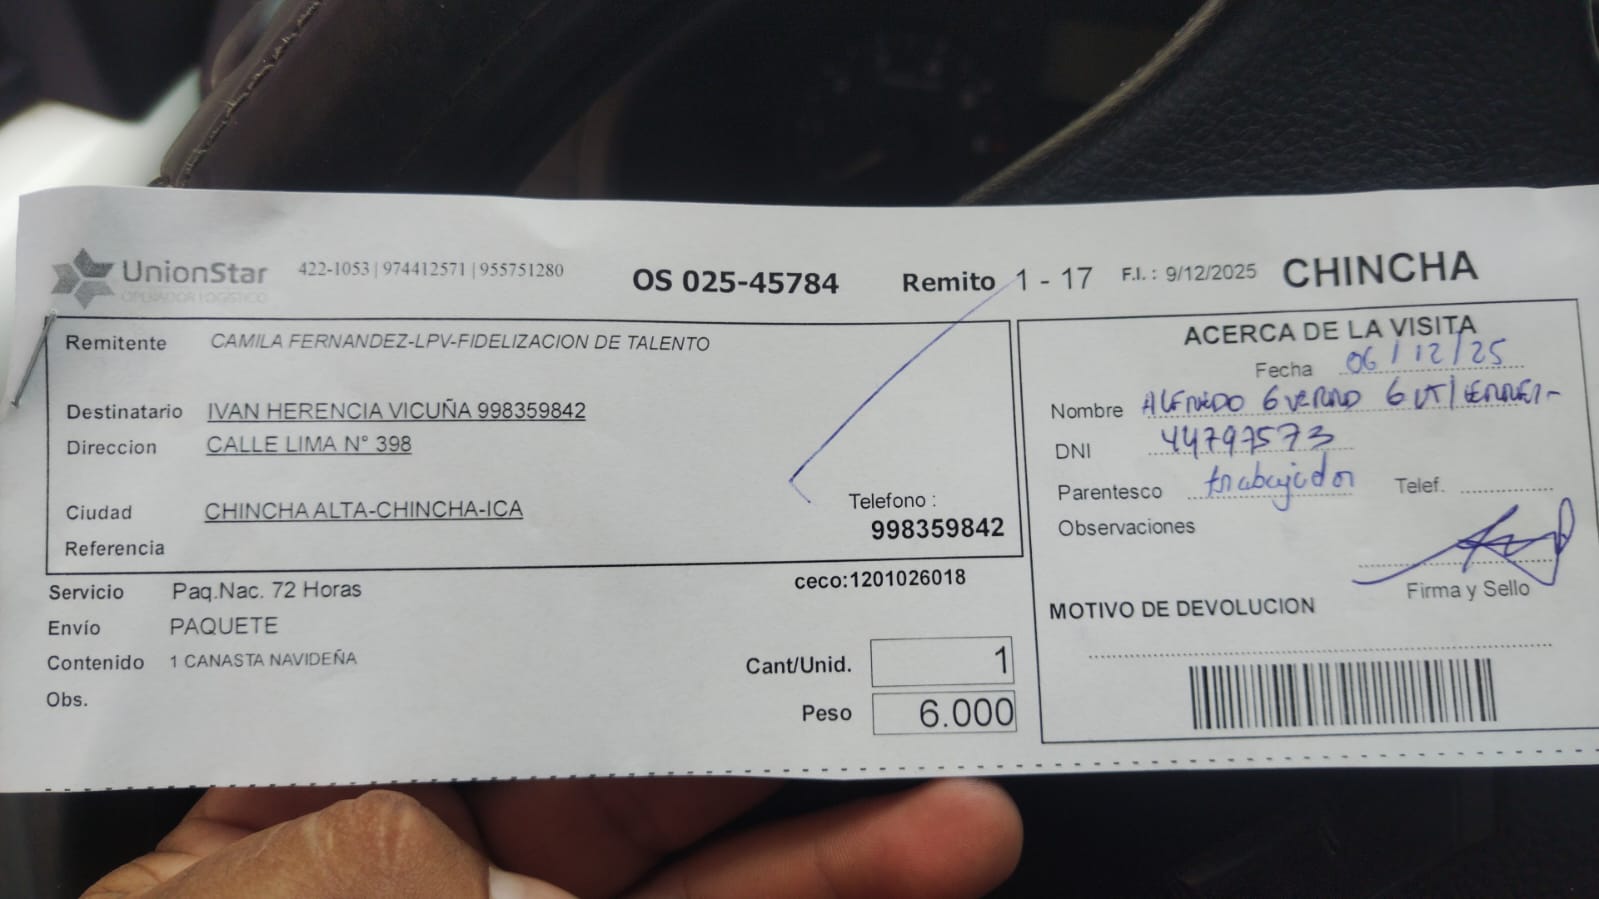 UnionStar
OPERADOR LOGISTICO
422-1053 | 974412571 | 955751280
OS 025-45784
Remito 1 - 17
F.I. : 9/12/2025
CHINCHA
Remitente CAMILA FERNANDEZ-LPV-FIDELIZACION DE TALENTO
Destinatario IVAN HERENCIA VICUÑA 998359842
Direccion CALLE LIMA N° 398
Ciudad CHINCHA ALTA-CHINCHA-ICA
Referencia
Telefono :
998359842
Servicio Paq.Nac. 72 Horas
ceco:1201026018
Envío PAQUETE
Contenido 1 CANASTA NAVIDEÑA
Obs.
Cant/Unid. 1
Peso 6.000
ACERCA DE LA VISITA
Fecha 06/12/25
Nombre ALFREDO
DNI 44797573
Parentesco trabajador Telef.
Observaciones
Firma y Sello
MOTIVO DE DEVOLUCION